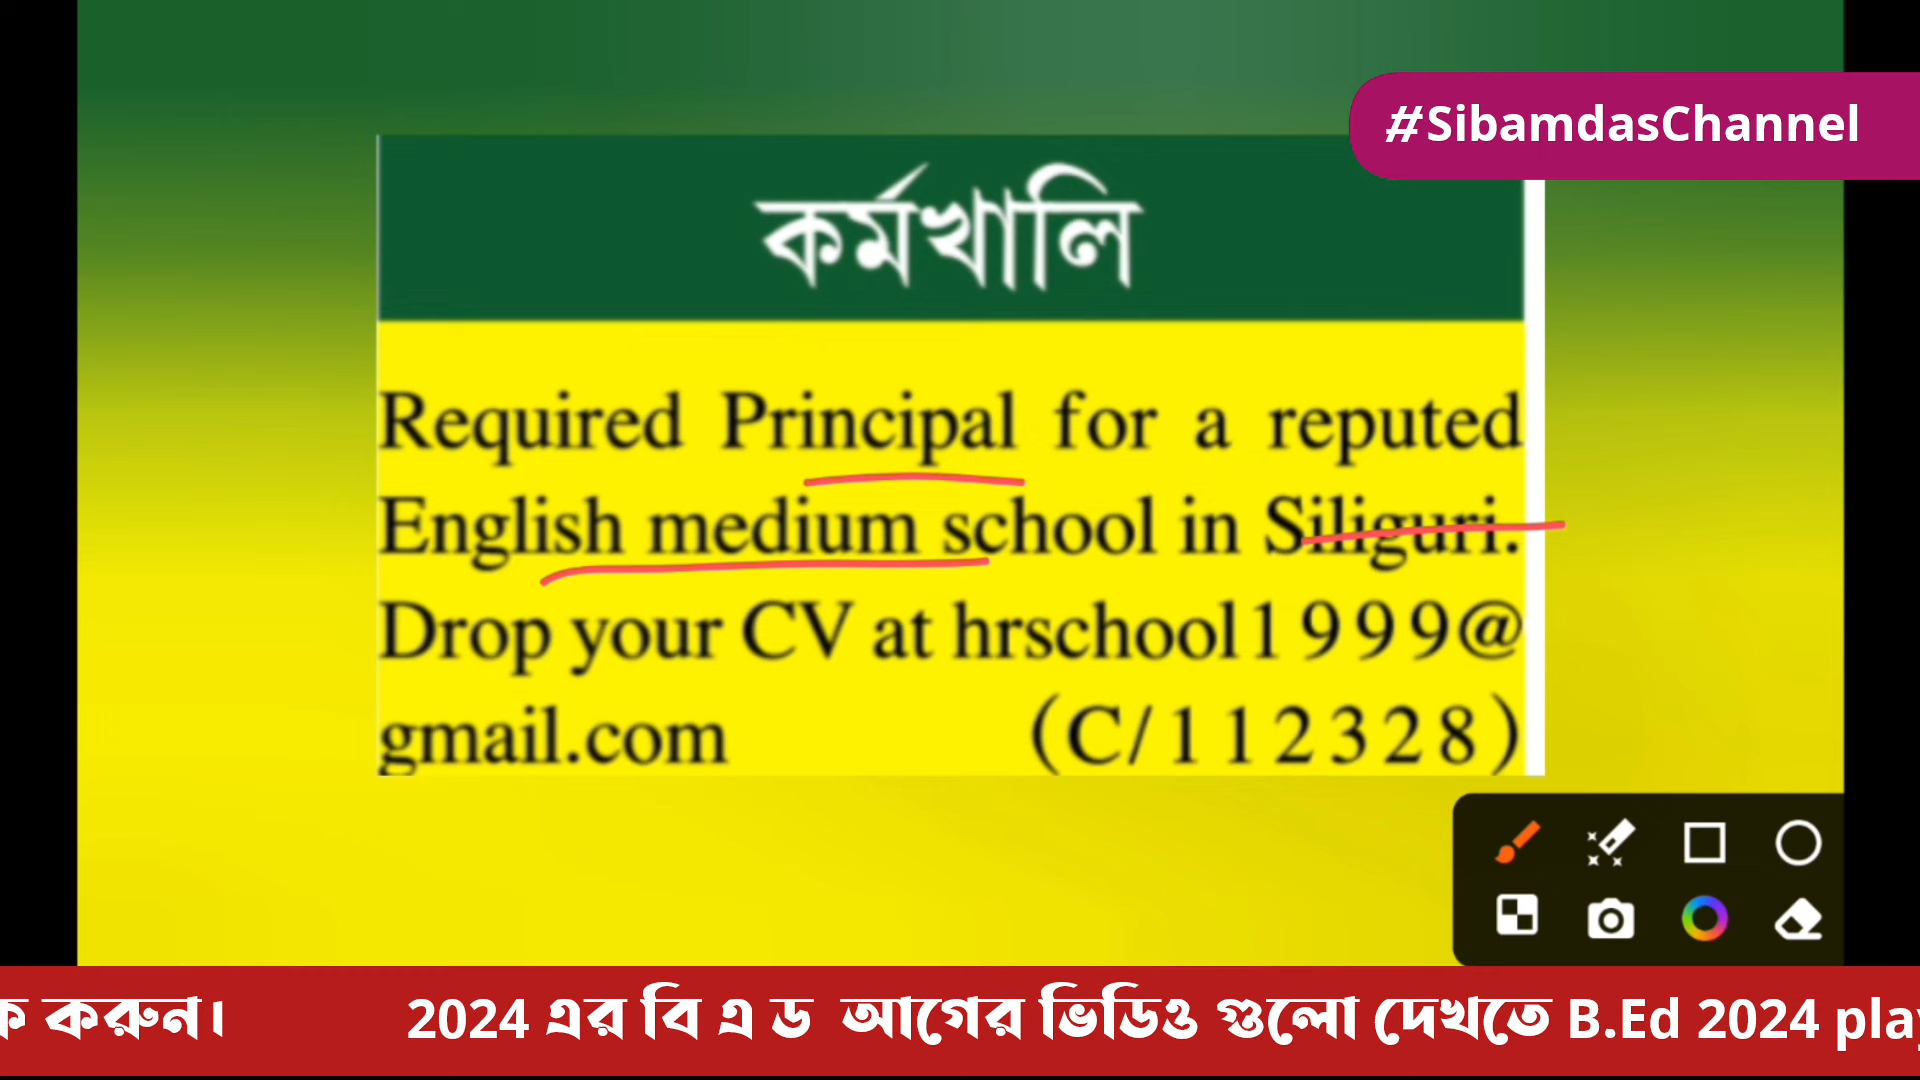 #SibamdasChannel
কর্মখালি
Required Principal for a reputed
English medium school in Siliguri.
Drop your CV at hrschool1999@
gmail.com (C/112328)
করুন। 2024 এর বি এ ড আগের ভিডিও গুলো দেখতে B.Ed 2024 play